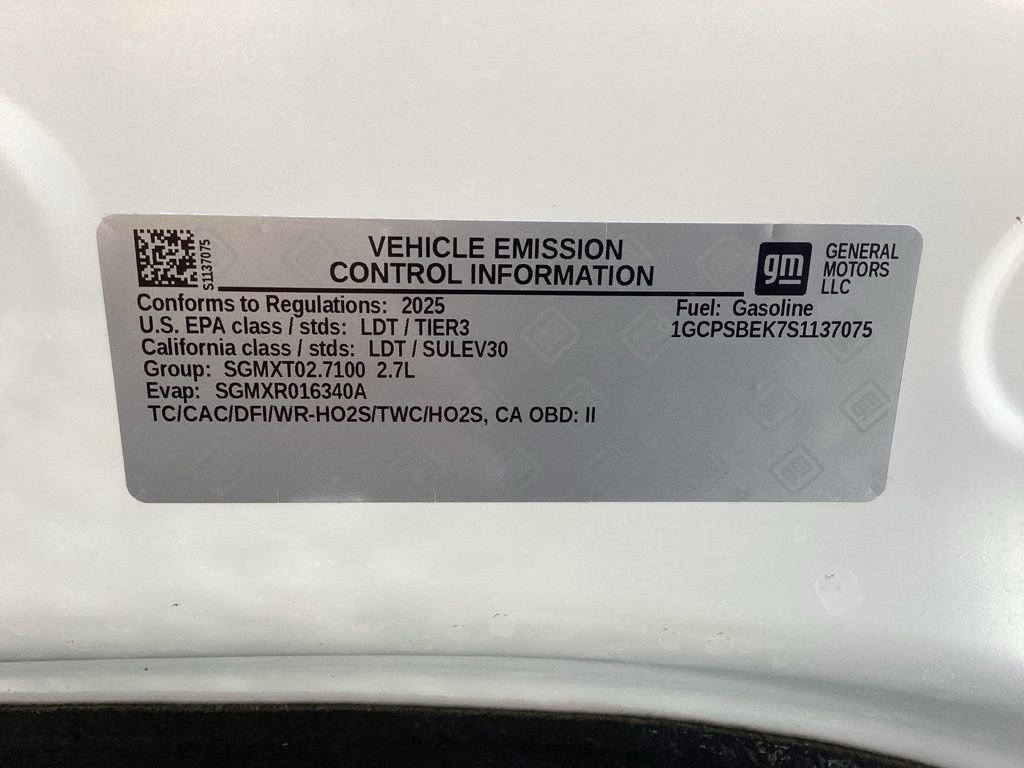 S1137075
VEHICLE EMISSION
CONTROL INFORMATION
gm
GENERAL
MOTORS
LLC
Conforms to Regulations: 2025
Fuel: Gasoline
U.S. EPA class / stds: LDT / TIER3
1GCPSBEK7S1137075
California class / stds: LDT / SULEV30
Group: SGMXT02.7100 2.7L
Evap: SGMXR016340A
TC/CAC/DFI/WR-HO2S/TWC/HO2S, CA OBD: II